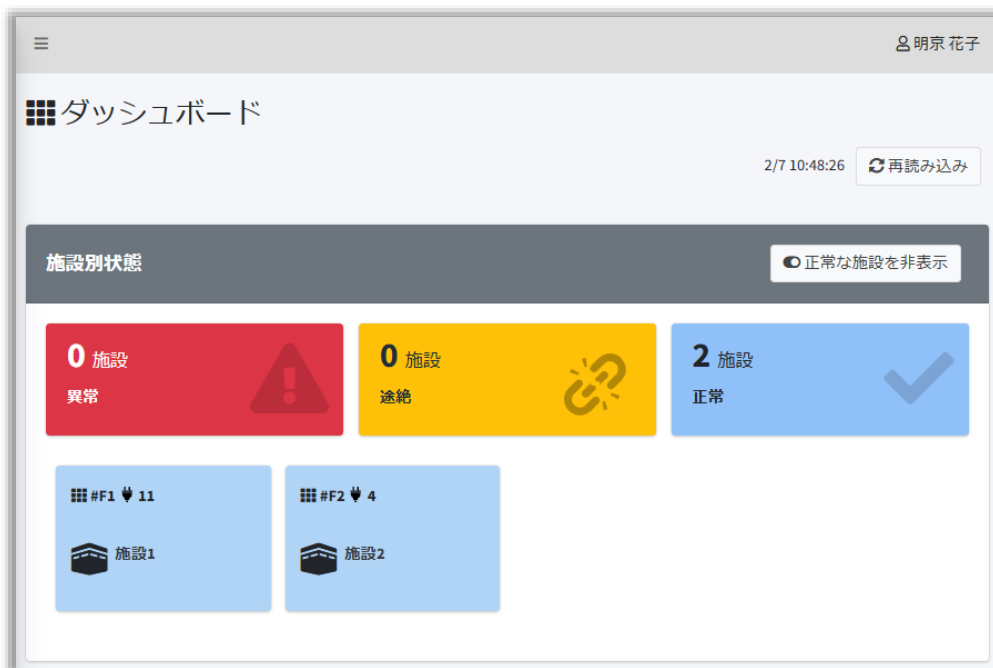 明京 花子
ダッシュボード
2/7 10:48:26 再読み込み
施設別状態 正常な施設を非表示
0 施設 0 施設 2 施設
異常 途絶 正常
#F1 11 #F2 4
施設1 施設2